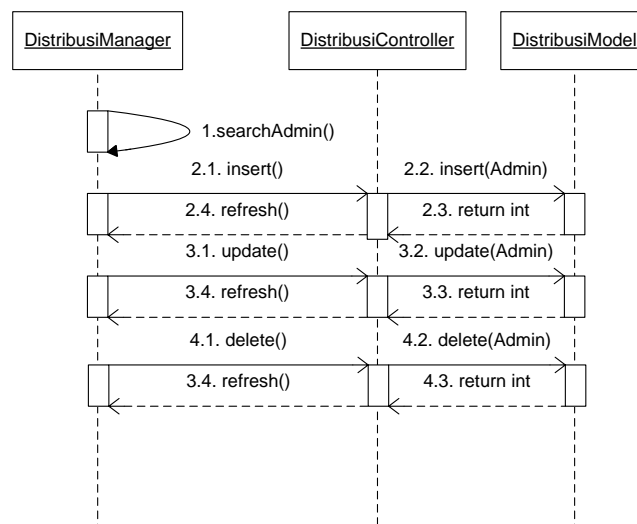 DistribusiManager
DistribusiController
DistribusiModel
1.searchAdmin()
2.1. insert()
2.2. insert(Admin)
2.4. refresh()
2.3. return int
3.1. update()
3.2. update(Admin)
3.4. refresh()
3.3. return int
4.1. delete()
4.2. delete(Admin)
3.4. refresh()
4.3. return int